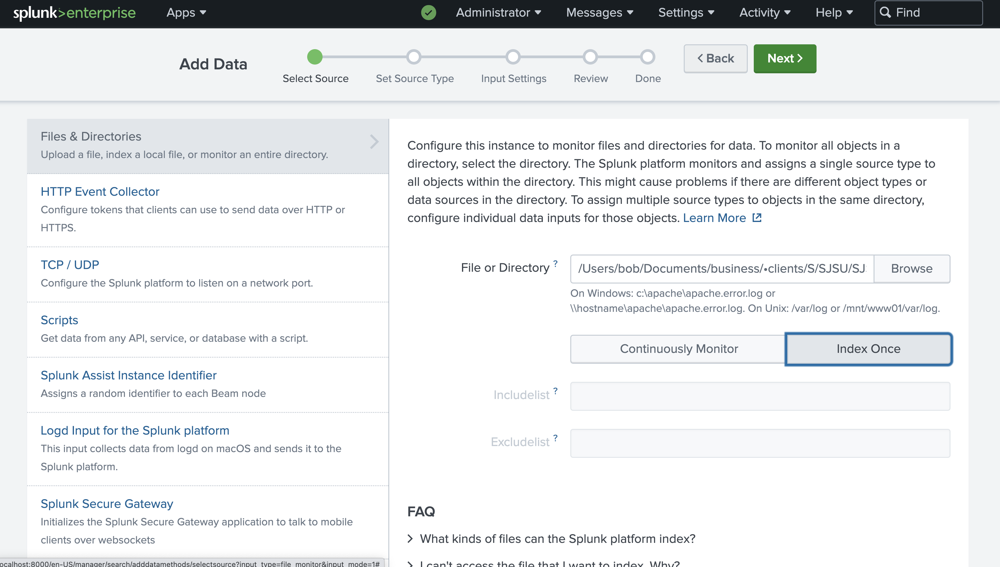 splunk>enterprise Apps Administrator Messages Settings Activity Help Find
Add Data
Select Source Set Source Type Input Settings Review Done
< Back Next >
Files & Directories
Upload a file, index a local file, or monitor an entire directory.
HTTP Event Collector
Configure tokens that clients can use to send data over HTTP or
HTTPS.
TCP / UDP
Configure the Splunk platform to listen on a network port.
Scripts
Get data from any API, service, or database with a script.
Splunk Assist Instance Identifier
Assigns a random identifier to each Beam node
Logd Input for the Splunk platform
This input collects data from logd on macOS and sends it to the
Splunk platform.
Splunk Secure Gateway
Initializes the Splunk Secure Gateway application to talk to mobile
clients over websockets
ocalhost:8000/en-US/manager/search/adddatamethods/selectsource?input_type=file_monitor&input_mode=1#
Configure this instance to monitor files and directories for data. To monitor all objects in a
directory, select the directory. The Splunk platform monitors and assigns a single source type to
all objects within the directory. This might cause problems if there are different object types or
data sources in the directory. To assign multiple source types to objects in the same directory,
configure individual data inputs for those objects. Learn More
File or Directory ? /Users/bob/Documents/business/•clients/S/SJSU/SJ Browse
On Windows: c:\apache\apache.error.log or
\\hostname\apache\apache.error.log. On Unix: /var/log or /mnt/www01/var/log.
Continuously Monitor Index Once
Includelist ?
Excludelist ?
FAQ
> What kinds of files can the Splunk platform index?
> I can't access the file that I want to index. Why?